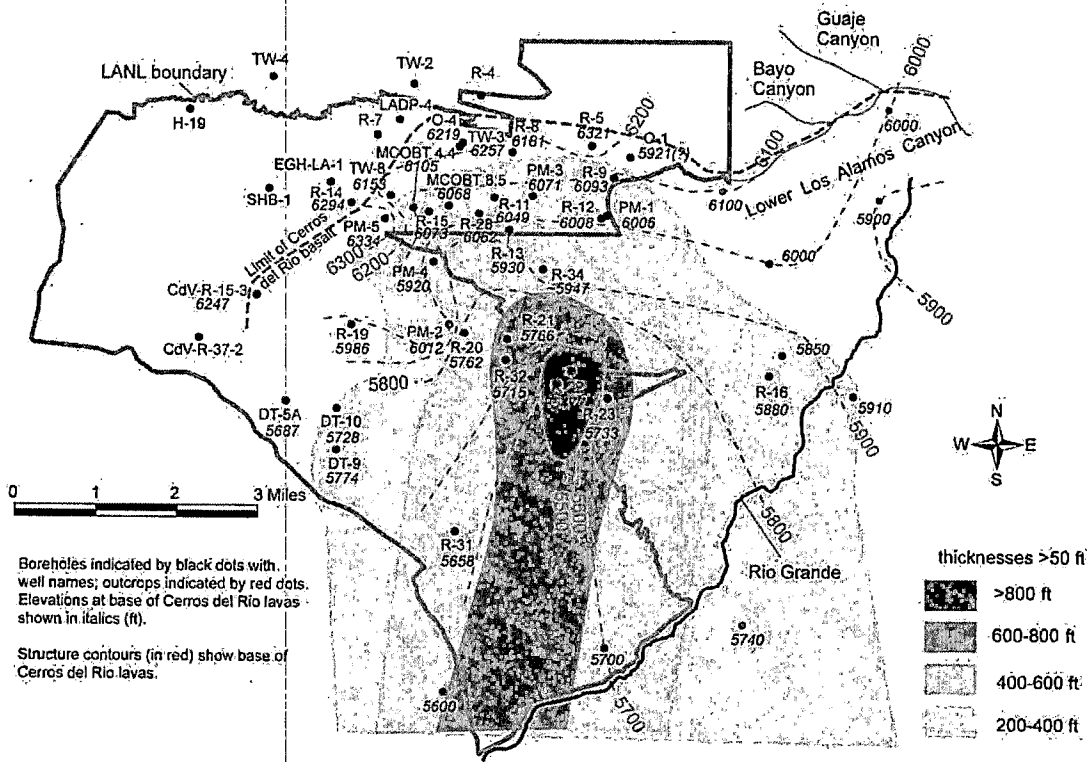 Guaje
Canyon
Bayo
Canyon
6000
TW-4
TW-2
R-4
LANL boundary
H-19
LADP-4
R-7
O-4
6219
TW-3
6257
R-8
6181
R-5
6321
6200
O-1
5921(?)
6100
6000
Lower Los Alamos Canyon
MCOBT 4.4
6105
EGH-LA-1
TW-8
6153
MCOBT 8.5
6068
PM-3
6071
R-9
6093
6100
SHB-1
R-14
6294
R-11
6049
R-12
6008
PM-1
6006
5900
PM-5
6334
R-15
6073
R-28
6062
Limit of Cerros
del Rio basalt
6300
6200
R-13
5930
6000
PM-4
5920
R-34
5947
5900
CdV-R-15-3
6247
CdV-R-37-2
R-19
5986
PM-2
6012
R-20
5762
R-21
5766
5850
5800
R-32
5715
R-16
5880
5910
R-23
5733
5900
DT-5A
5687
DT-10
5728
DT-9
5774
N
W E
S
0 1 2 3 Miles
5800
R-31
5658
Rio Grande
Boreholes indicated by black dots with
well names; outcrops indicated by red dots.
Elevations at base of Cerros del Rio lavas
shown in italics (ft).
Structure contours (in red) show base of
Cerros del Rio lavas.
5740
5700
5600
5700
thicknesses >50 ft
>800 ft
600-800 ft
400-600 ft
200-400 ft